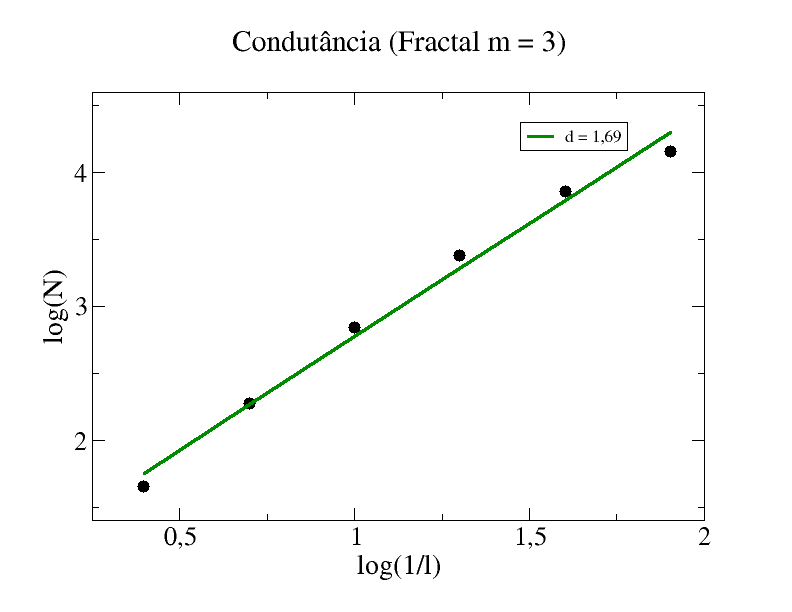 Condutância (Fractal m = 3)
d = 1,69
4
3
2
log(N)
0,5
1
1,5
2
log(1/l)